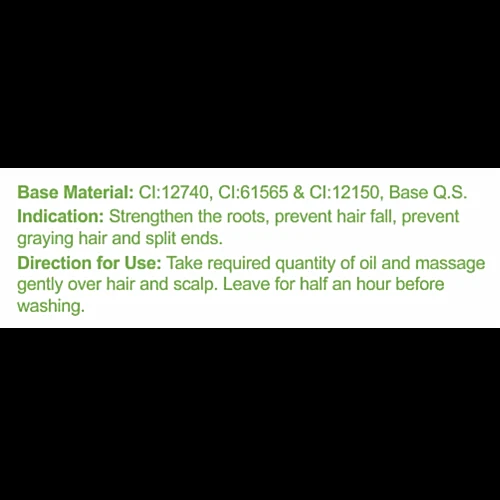 Base Material: CI:12740, CI:61565 & CI:12150, Base Q.S.
Indication: Strengthen the roots, prevent hair fall, prevent
graying hair and split ends.
Direction for Use: Take required quantity of oil and massage
gently over hair and scalp. Leave for half an hour before
washing.